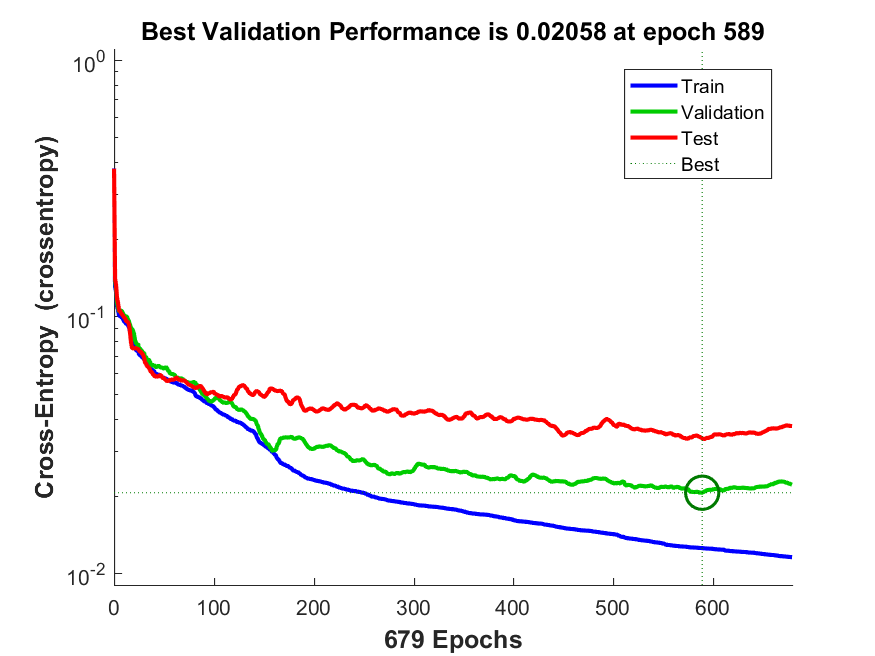 Best Validation Performance is 0.02058 at epoch 589
Cross-Entropy (crossentropy)
10^0
10^-1
10^-2
Train
Validation
Test
Best
0 100 200 300 400 500 600
679 Epochs